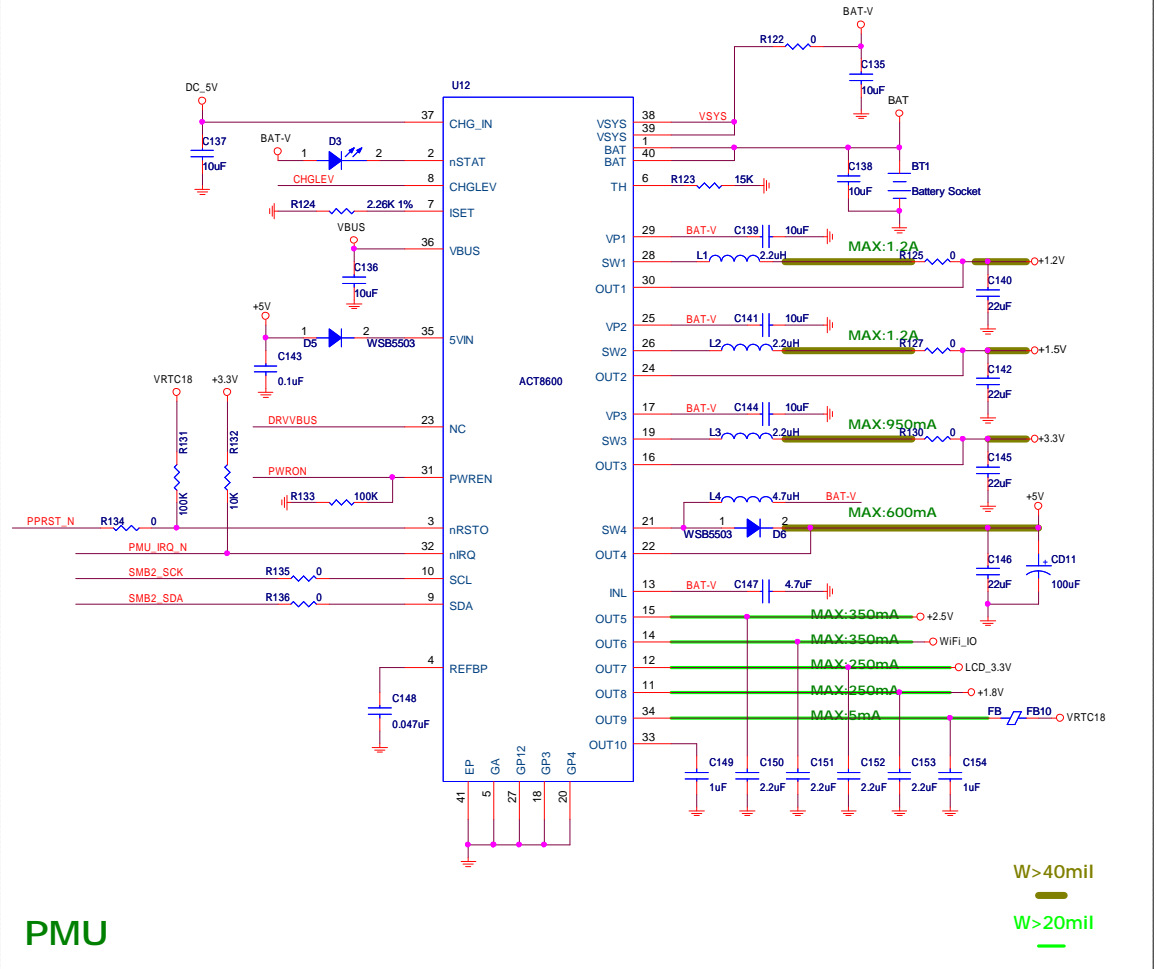 BAT-V
R122 0
C135
10uF
U12
DC_5V
BAT
37 CHG_IN
VSYS 38 VSYS
VSYS 39
BAT 1
BAT 40
C137
10uF
BAT-V
D3
1 2 2 nSTAT
C138
10uF
BT1
Battery Socket
CHGLEV 8 CHGLEV
TH 6 R123 15K
R124 2.26K 1% 7 ISET
VBUS
36 VBUS
C136
10uF
VP1 29 BAT-V C139 10uF
MAX:1.2A
SW1 28 L1 2.2uH R125 0 +1.2V
OUT1 30
C140
22uF
+5V
1 2 35 5VIN
D5 WSB5503
C143
0.1uF
VP2 25 BAT-V C141 10uF
MAX:1.2A
SW2 26 L2 2.2uH R127 0 +1.5V
OUT2 24
C142
22uF
ACT8600
VRTC18 +3.3V
R131
100K
R132
10K
DRVVBUS 23 NC
VP3 17 BAT-V C144 10uF
MAX:950mA
SW3 19 L3 2.2uH R130 0 +3.3V
OUT3 16
C145
22uF
PWRON 31 PWREN
R133 100K
L4 4.7uH BAT-V
+5V
MAX:600mA
PPRST_N R134 0 3 nRSTO
SW4 21 1 2
WSB5503 D6
PMU_IRQ_N 32 nIRQ
OUT4 22
C146
22uF
CD11
+
100uF
SMB2_SCK R135 0 10 SCL
SMB2_SDA R136 0 9 SDA
INL 13 BAT-V C147 4.7uF
OUT5 15 MAX:350mA +2.5V
OUT6 14 MAX:350mA WiFi_IO
4 REFBP
OUT7 12 MAX:250mA LCD_3.3V
OUT8 11 MAX:250mA +1.8V
OUT9 34 MAX:5mA FB FB10 VRTC18
OUT10 33
C148
0.047uF
EP GA GP12 GP3 GP4
41 5 27 18 20
C149 C150 C151 C152 C153 C154
1uF 2.2uF 2.2uF 2.2uF 2.2uF 1uF
W>40mil
W>20mil
PMU